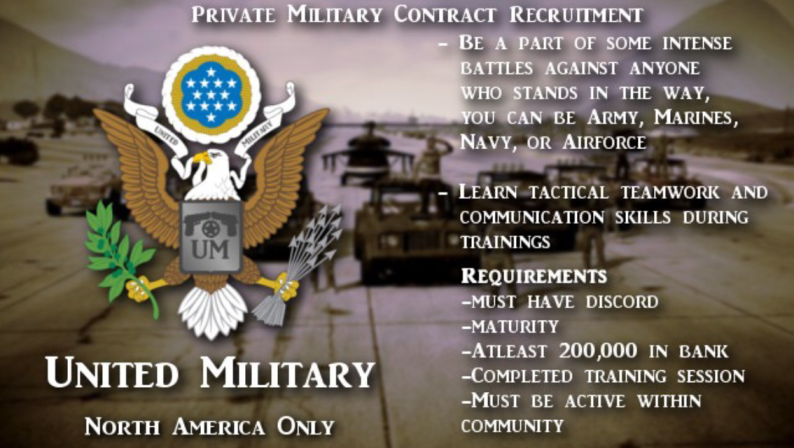 Private Military Contract Recruitment
- Be a part of some intense
battles against anyone
who stands in the way,
you can be Army, Marines,
Navy, or Airforce
- Learn tactical teamwork and
communication skills during
trainings
Requirements
-must have discord
-maturity
-Atleast 200,000 in bank
-Completed training session
-Must be active within
community
United Military
UM
United Military
North America Only